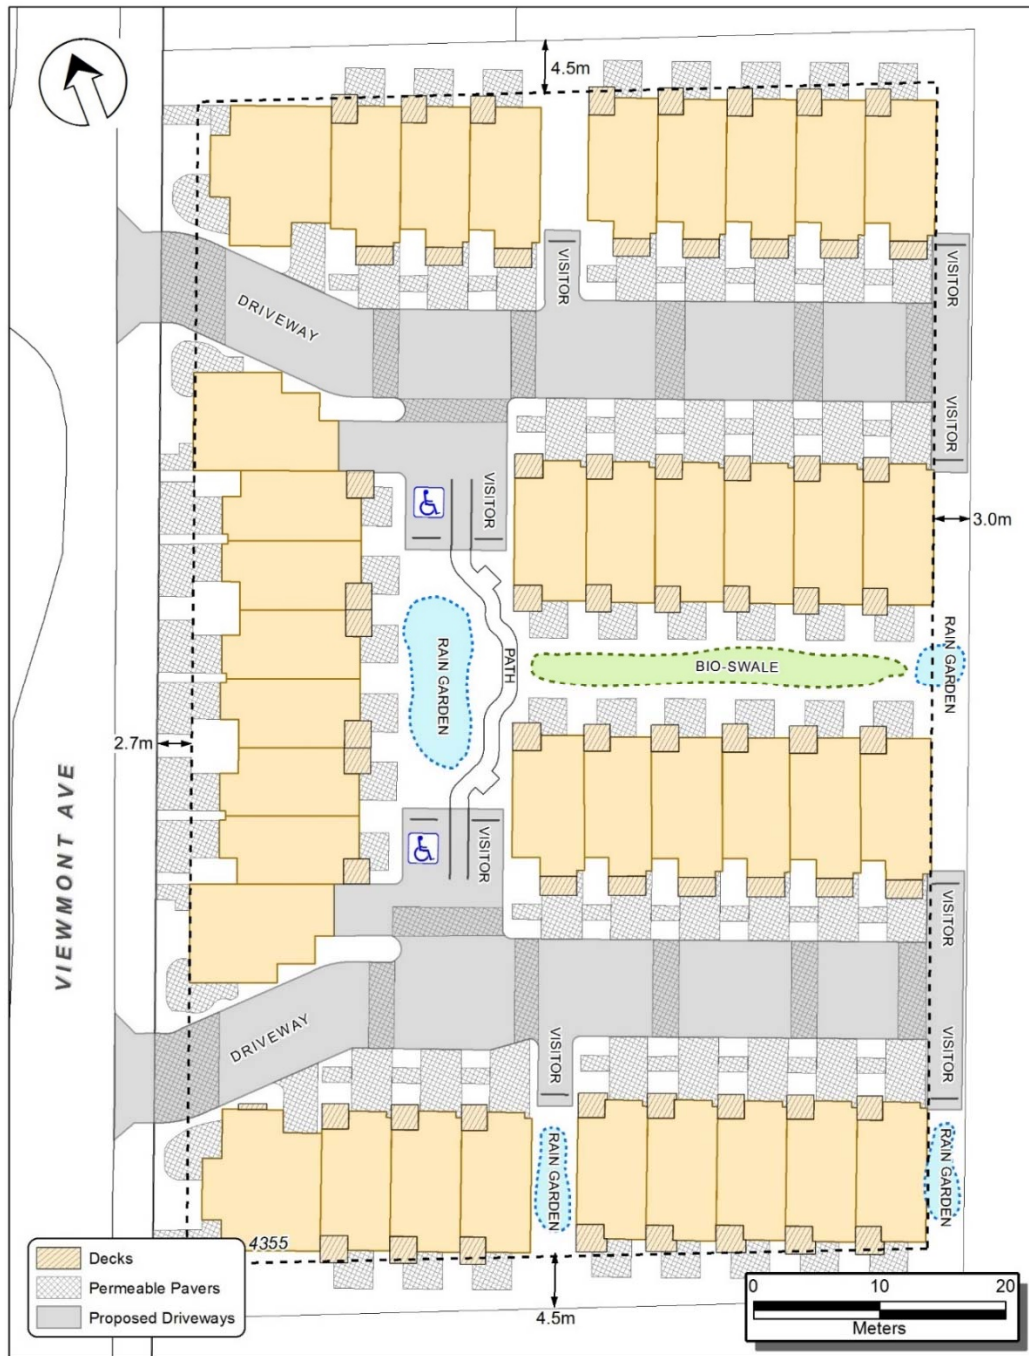 4.5m
VISITOR
VISITOR
DRIVEWAY
VISITOR
VISITOR
3.0m
RAIN GARDEN
PATH
BIO-SWALE
RAIN GARDEN
2.7m
VIEWMONT AVE
VISITOR
VISITOR
DRIVEWAY
VISITOR
VISITOR
RAIN GARDEN
RAIN GARDEN
4355
4.5m
Decks
Permeable Pavers
Proposed Driveways
0 10 20
Meters